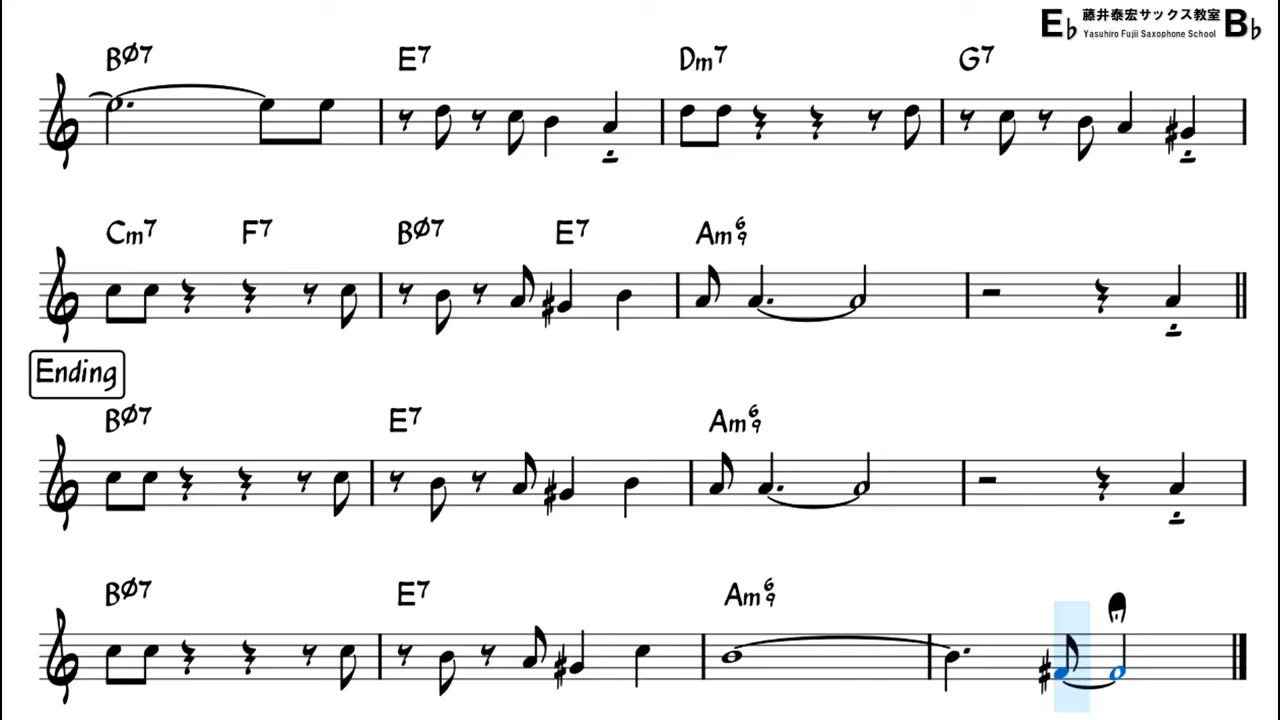 E♭ 藤井泰宏サックス教室 B♭
Yasuhiro Fujii Saxophone School
BØ7 E7 Dm7 G7
Cm7 F7 BØ7 E7 Am6/9
Ending
BØ7 E7 Am6/9
BØ7 E7 Am6/9